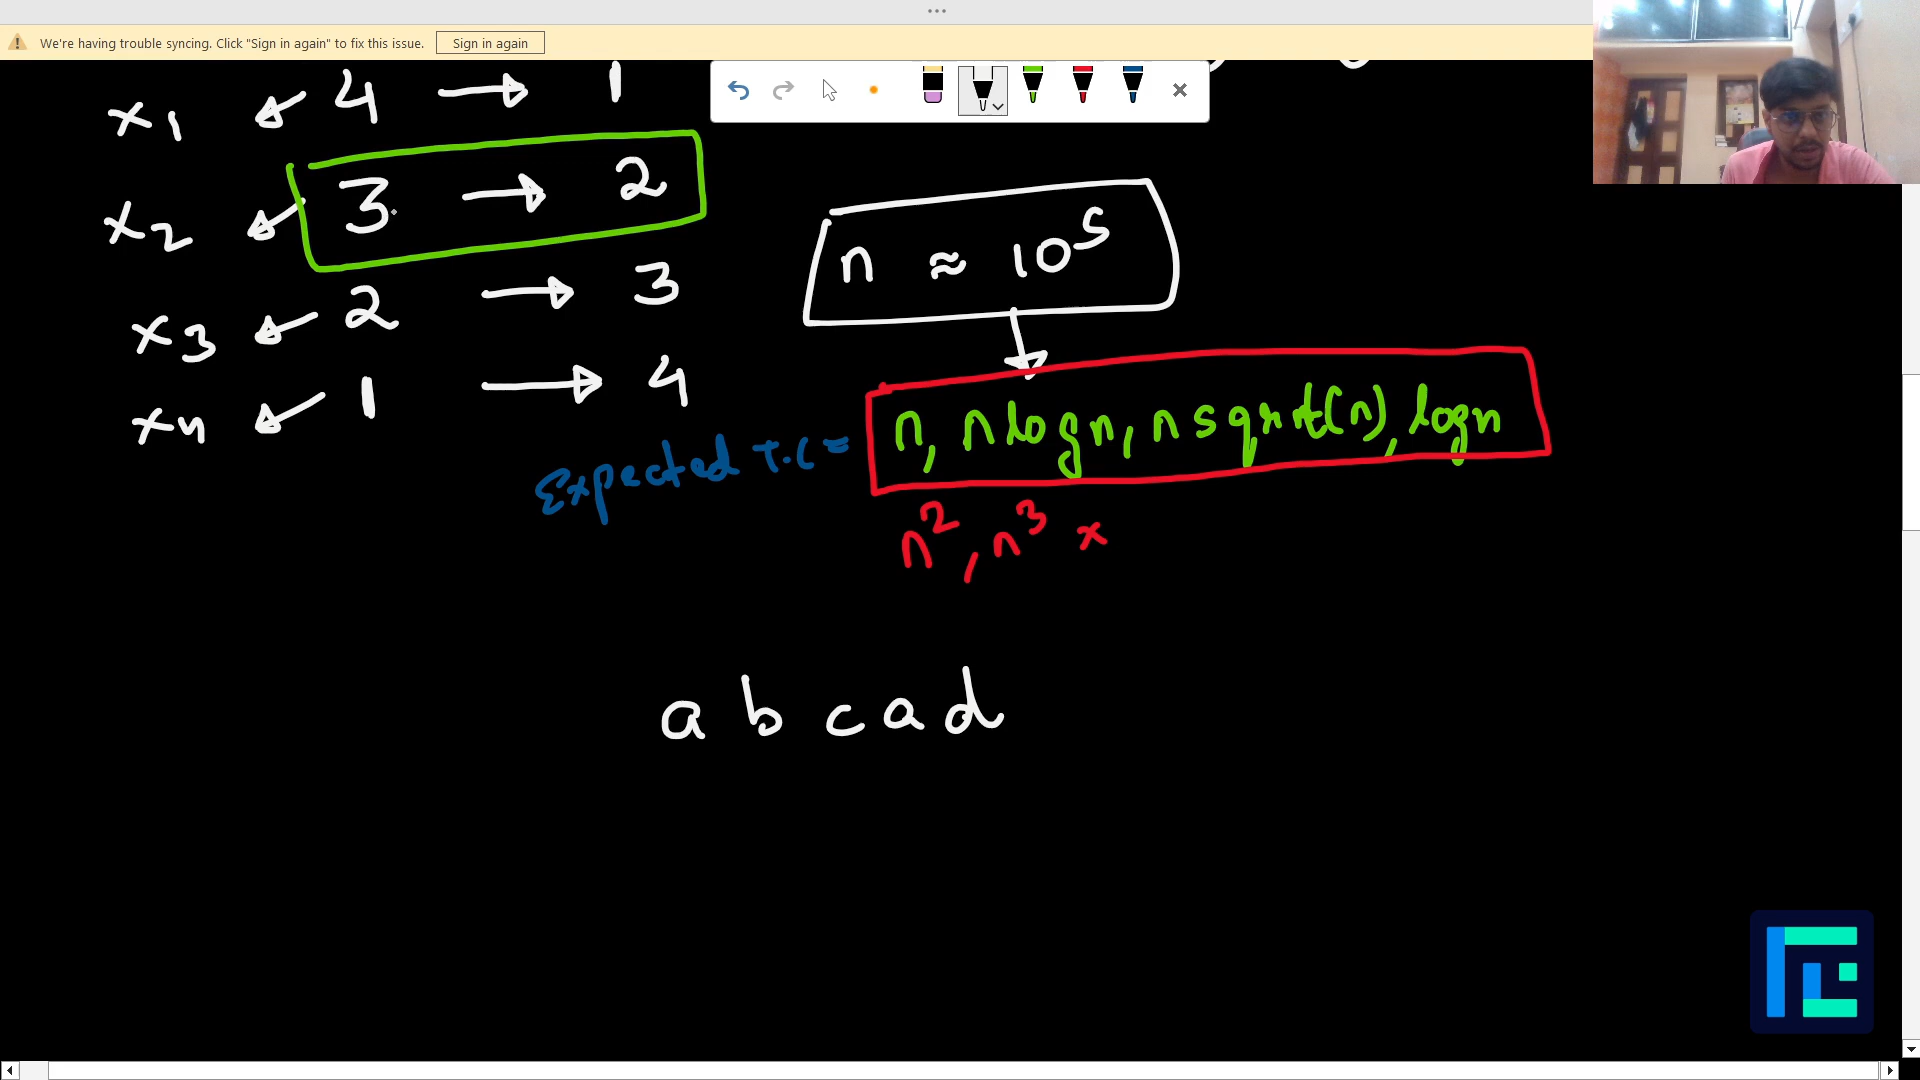 We're having trouble syncing. Click "Sign in again" to fix this issue. Sign in again
x1 ← 4 → 1
x2 ← 3 → 2
n ≈ 10^5
x3 ← 2 → 3
x4 ← 1 → 4
Expected T.C = n, nlogn, nsqrt(n), logn
n^2, n^3 x
a b c a d